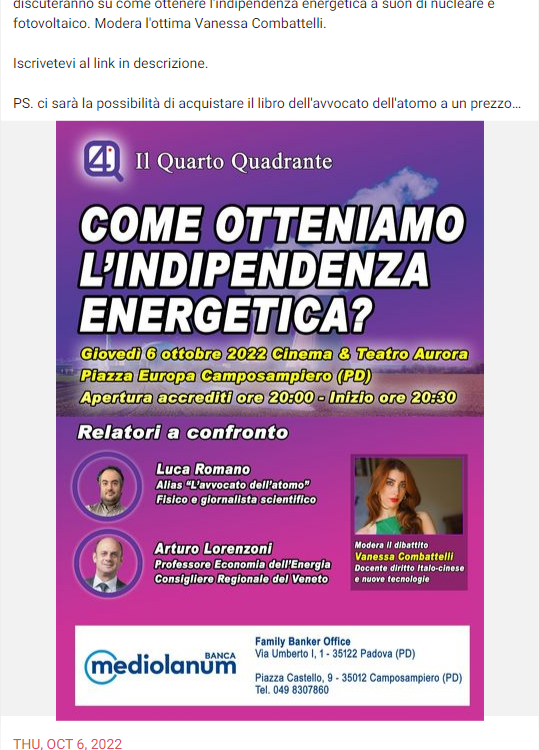 discuteranno su come ottenere l'indipendenza energetica a suon di nucleare e
fotovoltaico. Modera l'ottima Vanessa Combattelli.
Iscrivetevi al link in descrizione.
PS. ci sarà la possibilità di acquistare il libro dell'avvocato dell'atomo a un prezzo...
4 Il Quarto Quadrante
COME OTTENIAMO
L'INDIPENDENZA
ENERGETICA?
Giovedì 6 ottobre 2022 Cinema & Teatro Aurora
Piazza Europa Camposampiero (PD)
Apertura accrediti ore 20:00 - Inizio ore 20:30
Relatori a confronto
Luca Romano
Alias "L'avvocato dell'atomo"
Fisico e giornalista scientifico
Arturo Lorenzoni
Professore Economia dell'Energia
Consigliere Regionale del Veneto
Modera il dibattito
Vanessa Combattelli
Docente diritto Italo-cinese
e nuove tecnologie
BANCA
mediolanum
Family Banker Office
Via Umberto I, 1 - 35122 Padova (PD)
Piazza Castello, 9 - 35012 Camposampiero (PD)
Tel. 049 8307860
THU, OCT 6, 2022